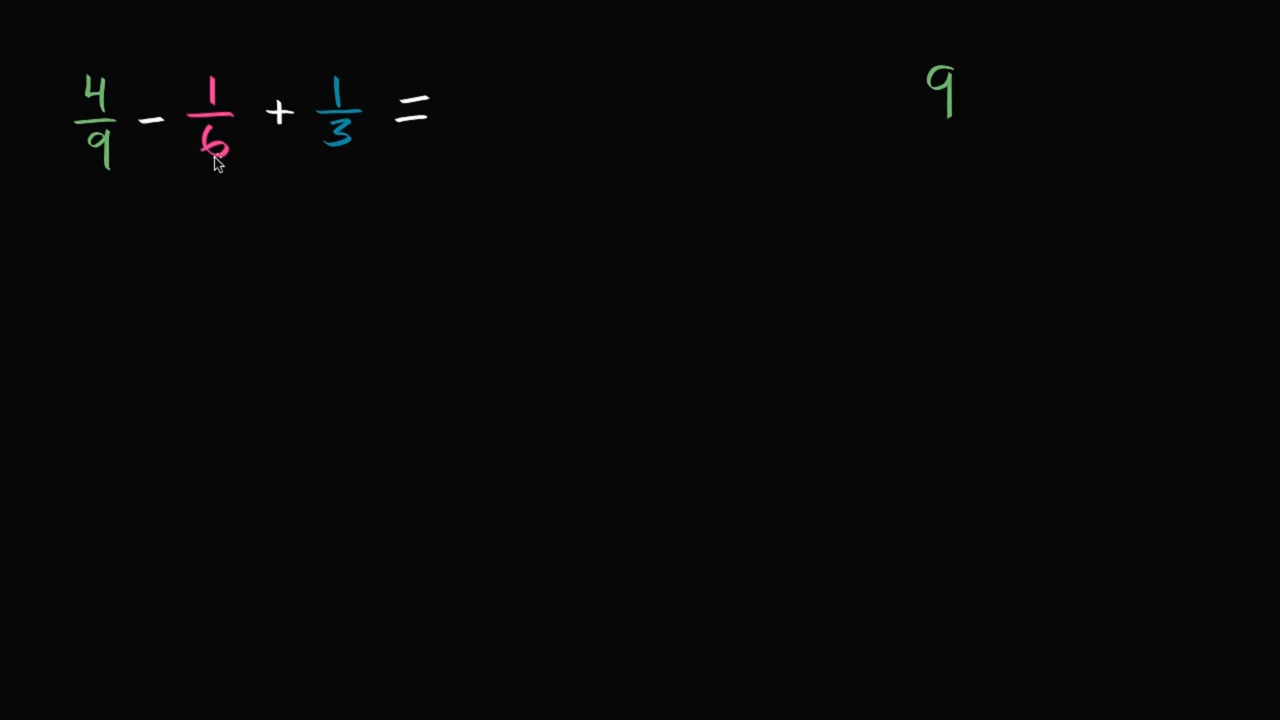 4/9 - 1/6 + 1/3 =
9